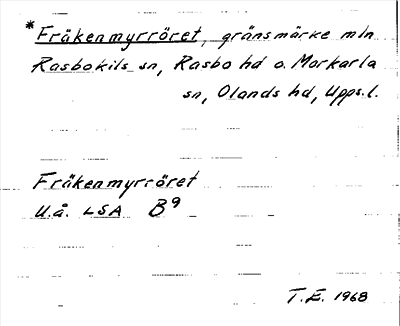 *Fräkenmyrröret, gränsmärke mln
Rasbokils sn, Rasbo hd o. Morkarla
sn, Olands hd, Upps. l.
Fräkenmyrröret
U.å. LSA B9
T.E. 1968